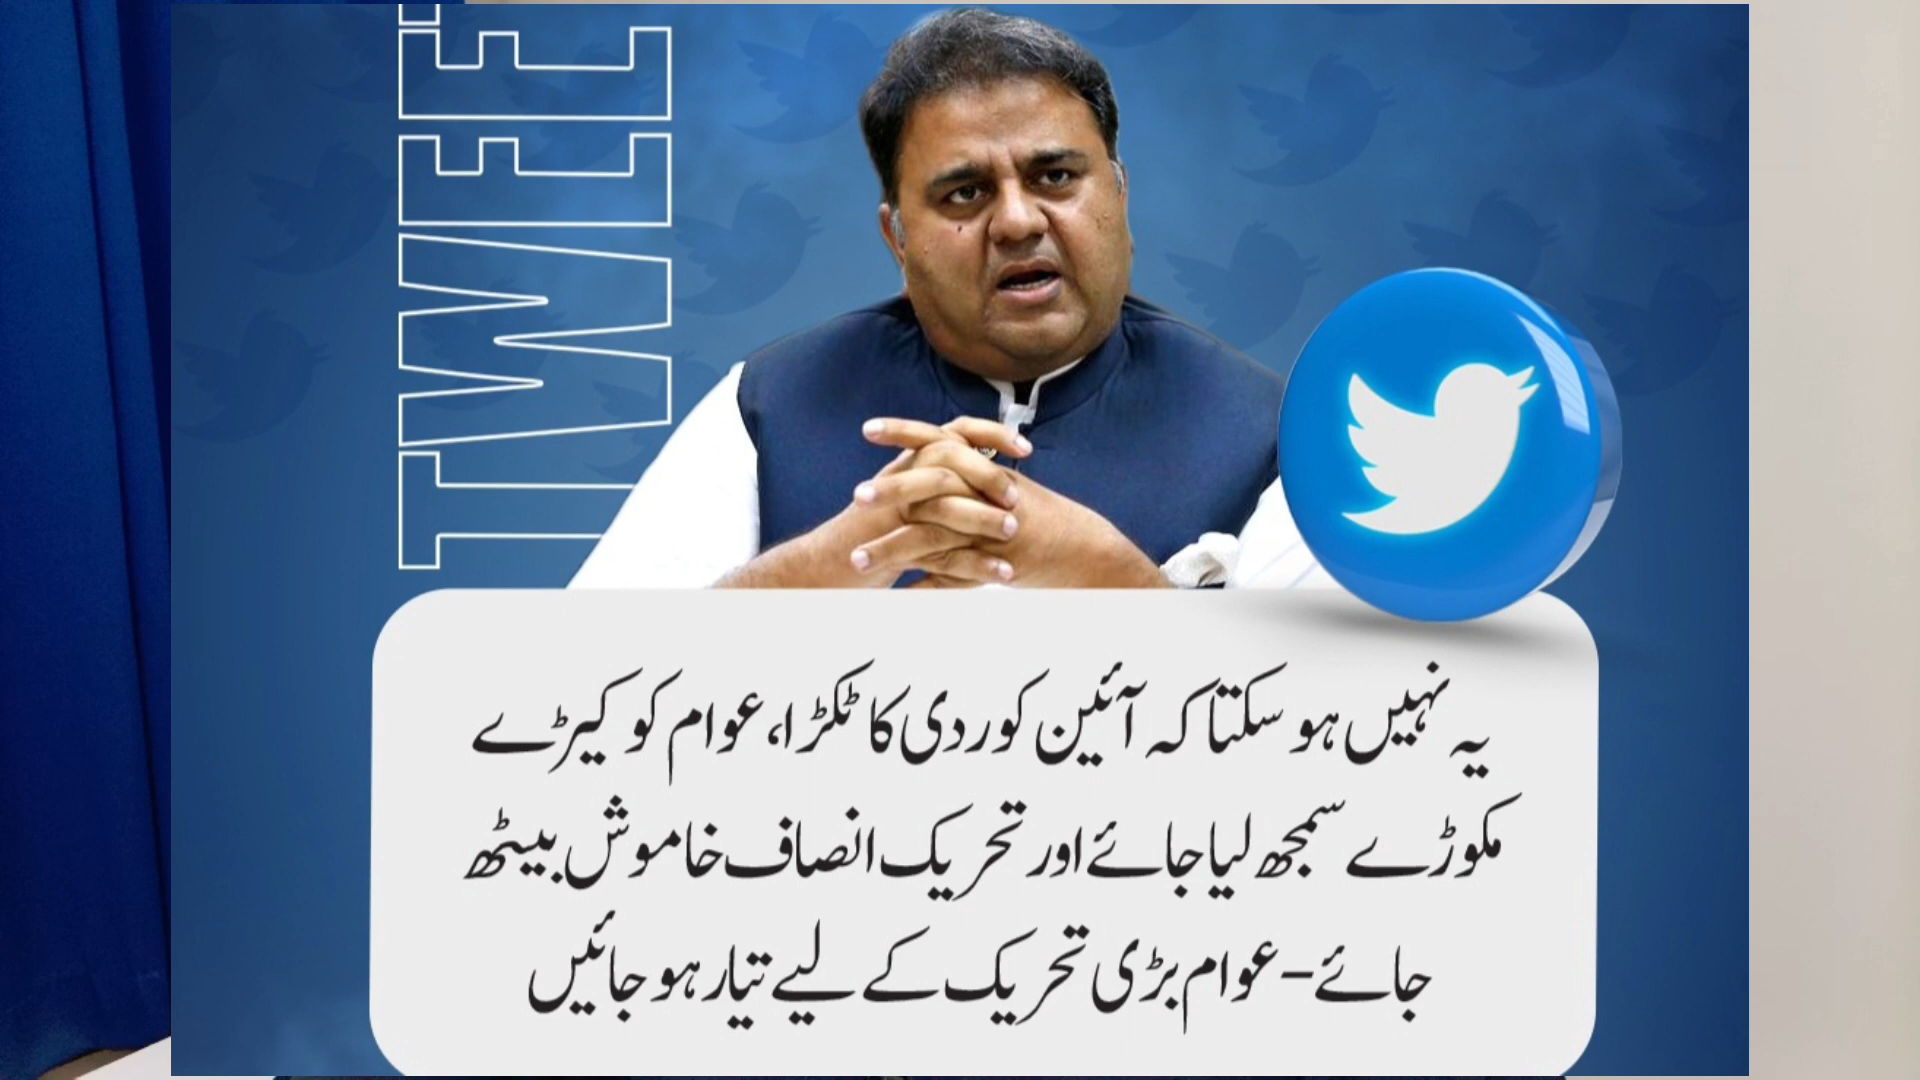 TWEE
یہ نہیں ہو سکتا کہ آئین کو ردی کا ٹکڑا، عوام کو کیڑے
مکوڑے سمجھ لیا جائے اور تحریک انصاف خاموش بیٹھ
جائے - عوام بڑی تحریک کے لیے تیار ہو جائیں